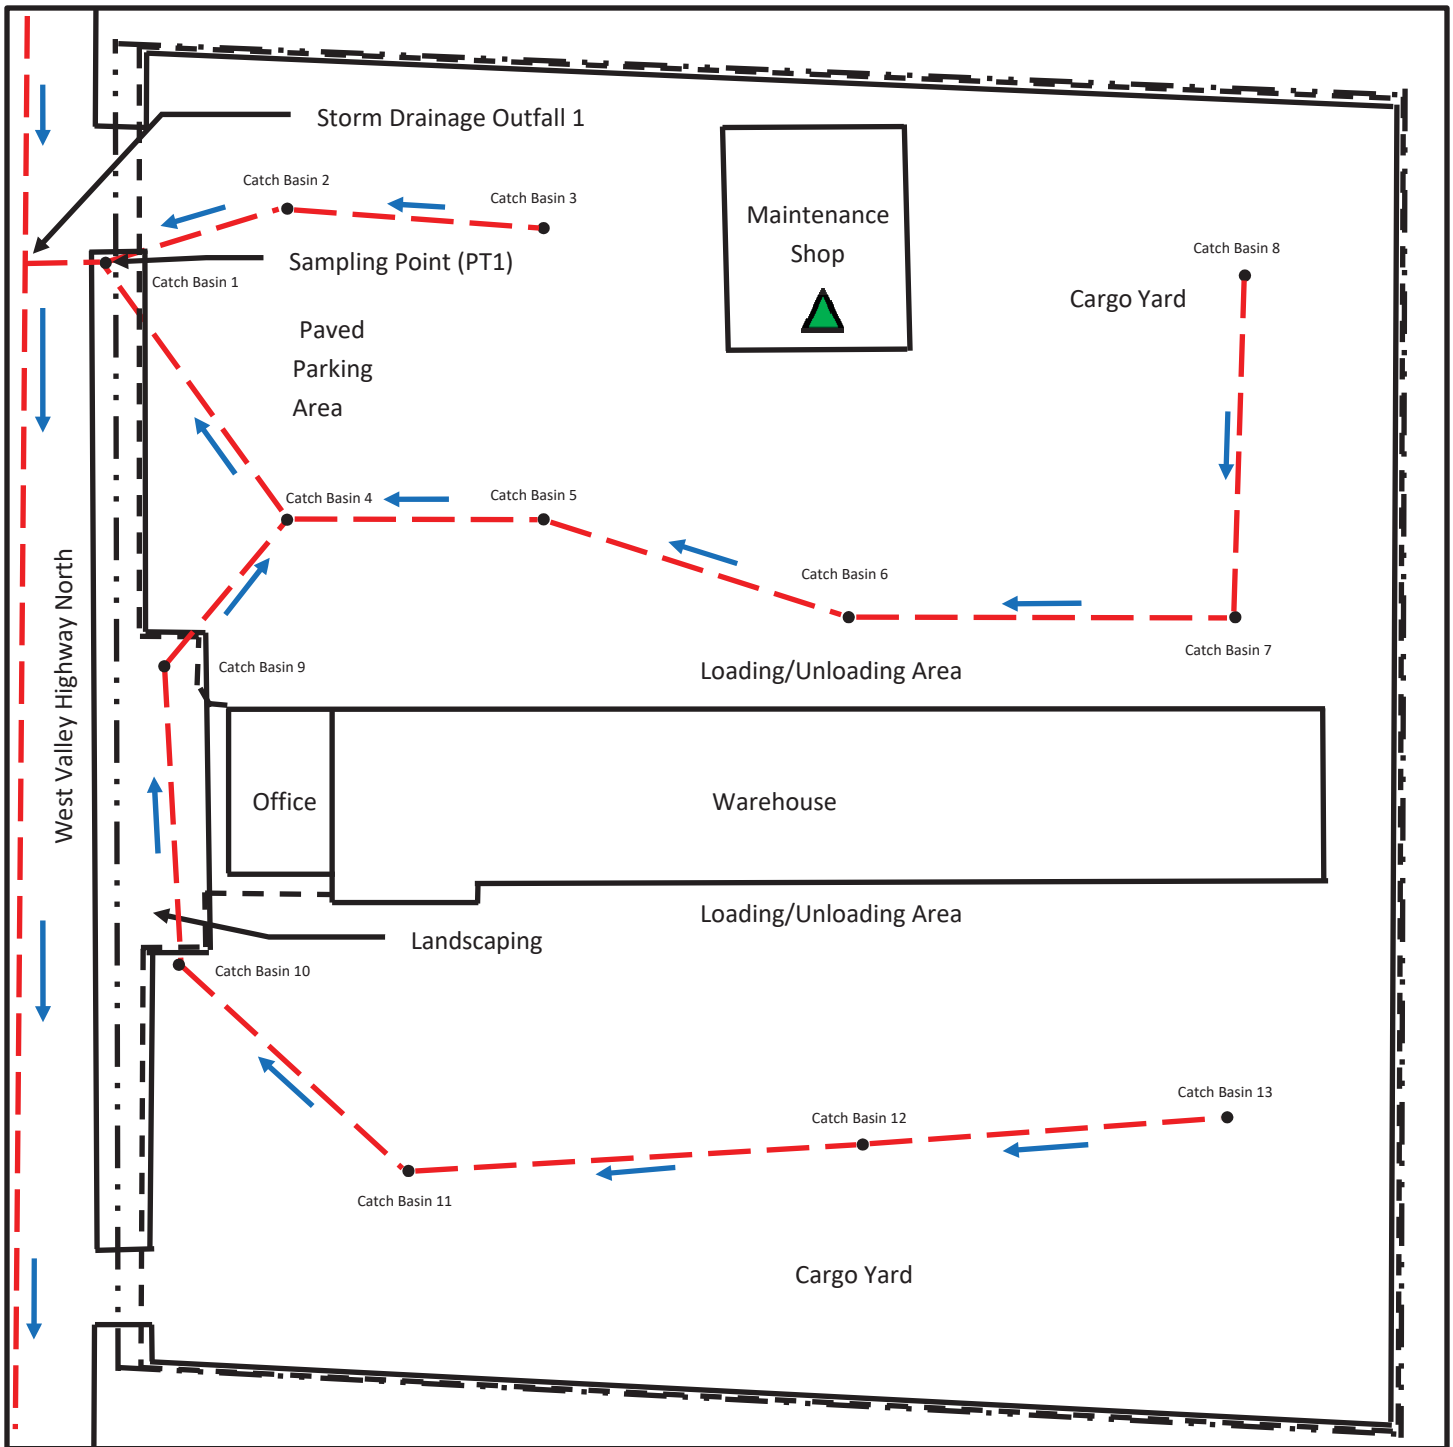 Storm Drainage Outfall 1
Catch Basin 2
Catch Basin 3
Maintenance
Shop
Catch Basin 8
Sampling Point (PT1)
Catch Basin 1
Cargo Yard
Paved
Parking
Area
Catch Basin 4
Catch Basin 5
Catch Basin 6
Catch Basin 7
West Valley Highway North
Catch Basin 9
Loading/Unloading Area
Office
Warehouse
Loading/Unloading Area
Landscaping
Catch Basin 10
Catch Basin 13
Catch Basin 12
Catch Basin 11
Cargo Yard